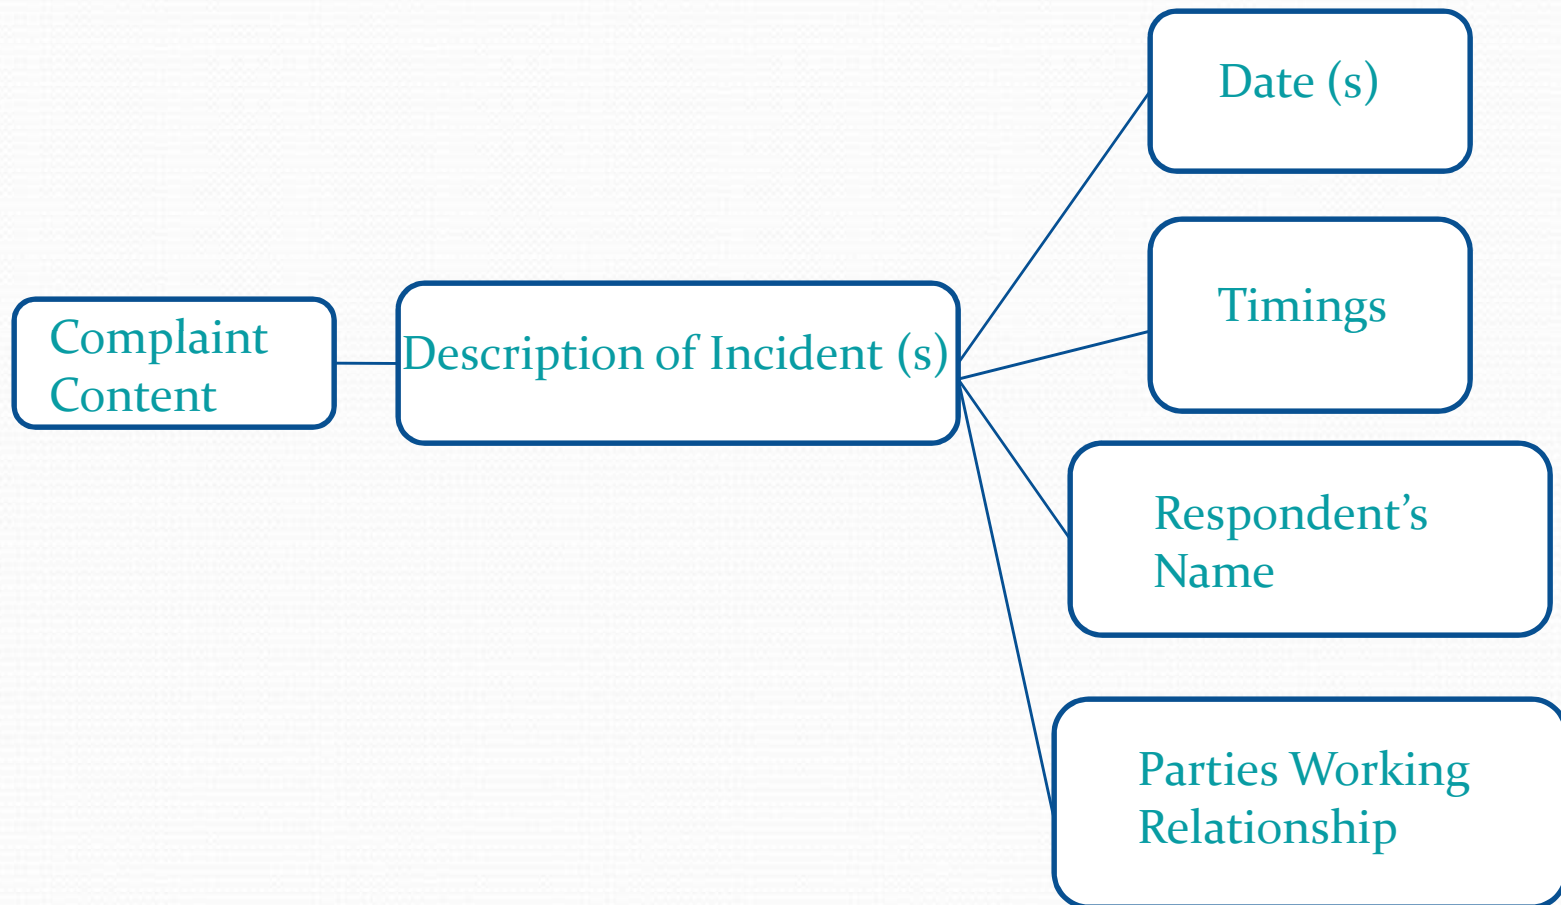 Complaint
Content
Description of Incident (s)
Date (s)
Timings
Respondent’s
Name
Parties Working
Relationship